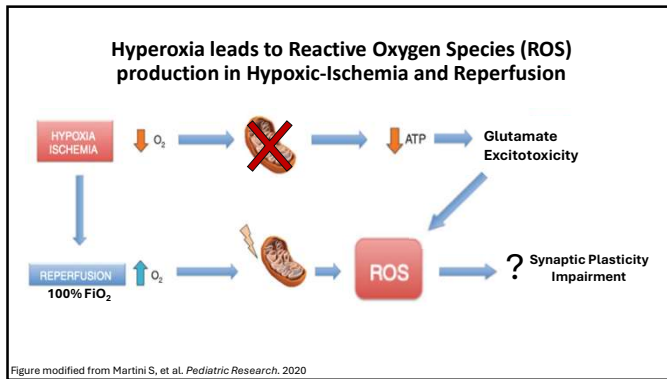 Hyperoxia leads to Reactive Oxygen Species (ROS)
production in Hypoxic-Ischemia and Reperfusion
HYPOXIA
ISCHEMIA
O₂
ATP
Glutamate
Excitotoxicity
REPERFUSION
100% FiO₂
O₂
ROS
? Synaptic Plasticity
Impairment
Figure modified from Martini S, et al. Pediatric Research. 2020